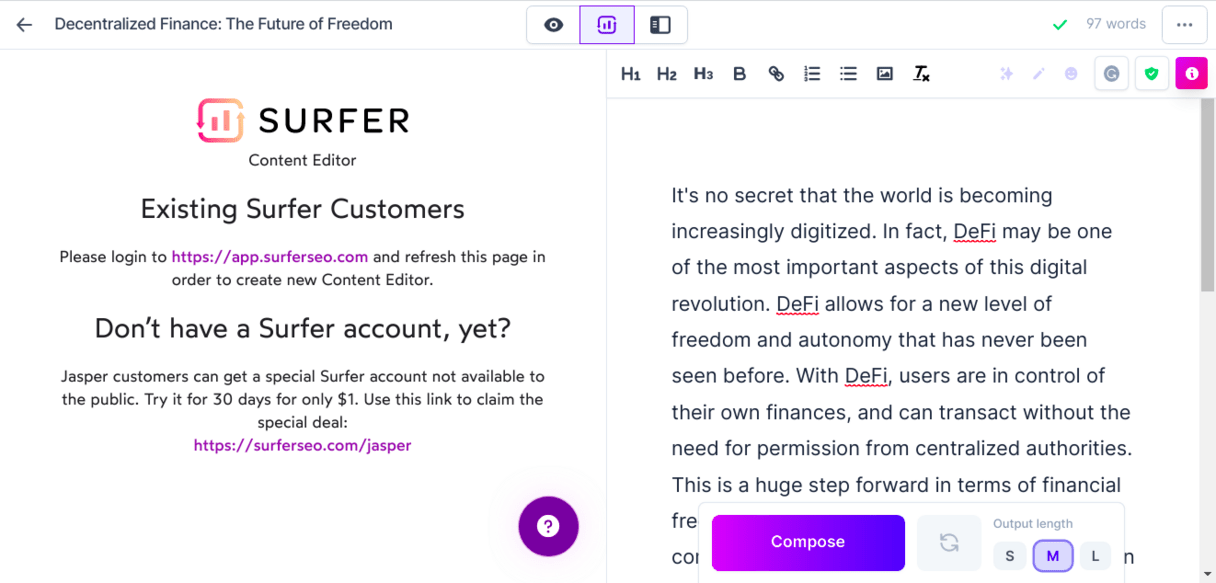 Decentralized Finance: The Future of Freedom
97 words
H1 H2 H3 B
SURFER
Content Editor
Existing Surfer Customers
Please login to https://app.surferseo.com and refresh this page in
order to create new Content Editor.
Don't have a Surfer account, yet?
Jasper customers can get a special Surfer account not available to
the public. Try it for 30 days for only $1. Use this link to claim the
special deal:
https://surferseo.com/jasper
It's no secret that the world is becoming
increasingly digitized. In fact, DeFi may be one
of the most important aspects of this digital
revolution. DeFi allows for a new level of
freedom and autonomy that has never been
seen before. With DeFi, users are in control of
their own finances, and can transact without the
need for permission from centralized authorities.
This is a huge step forward in terms of financial
Compose
Output length
S M L